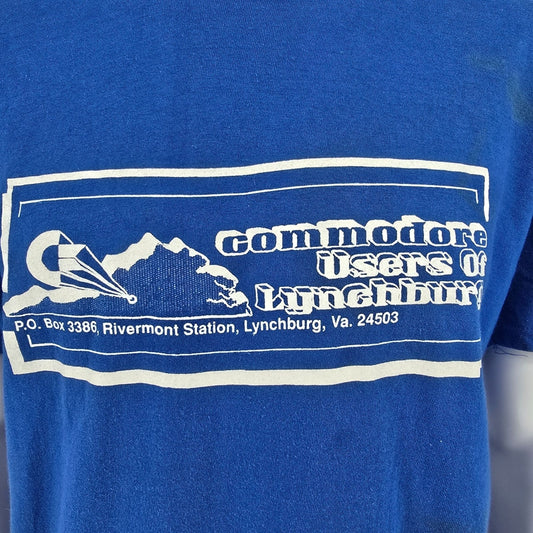 Commodore
Users Of
Lynchburg
P.O. Box 3386, Rivermont Station, Lynchburg, Va. 24503